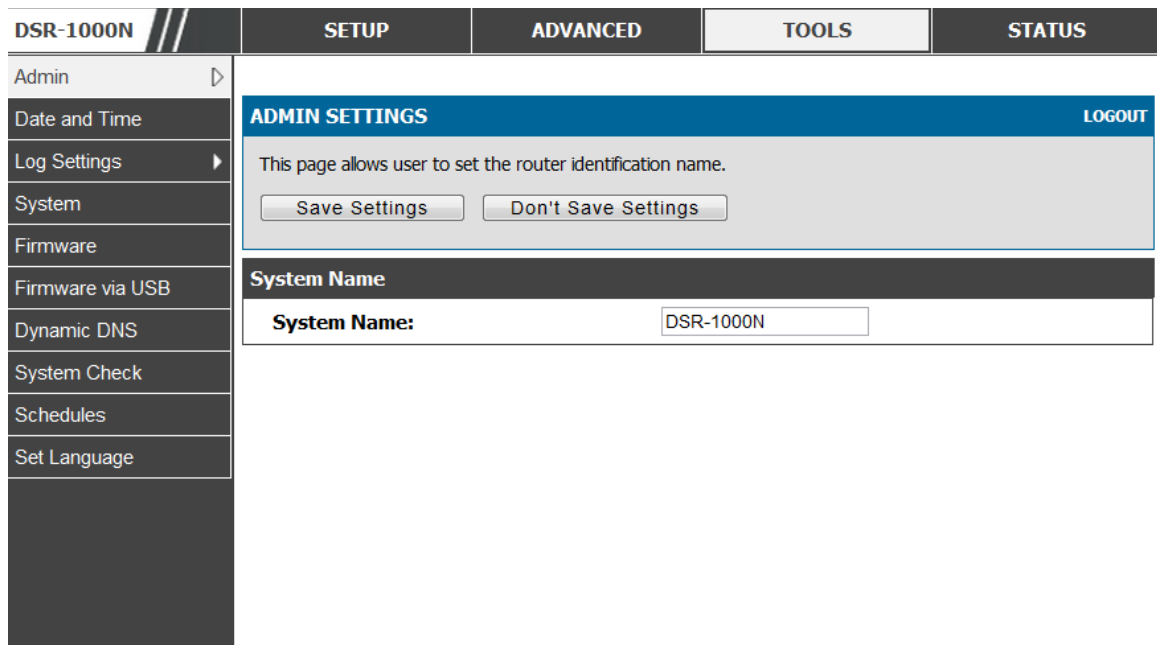 DSR-1000N
SETUP
ADVANCED
TOOLS
STATUS
Admin
Date and Time
Log Settings
System
Firmware
Firmware via USB
Dynamic DNS
System Check
Schedules
Set Language
ADMIN SETTINGS
LOGOUT
This page allows user to set the router identification name.
Save Settings
Don't Save Settings
System Name
System Name:
DSR-1000N